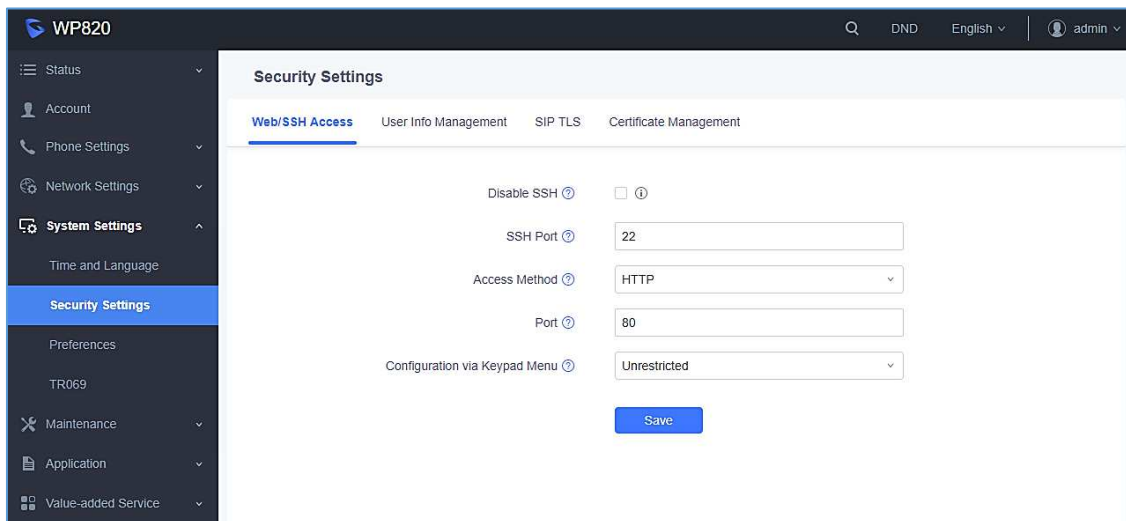 WP820
DND
English
admin
Status
Account
Phone Settings
Network Settings
System Settings
Time and Language
Security Settings
Preferences
TR069
Maintenance
Application
Value-added Service
Security Settings
Web/SSH Access User Info Management SIP TLS Certificate Management
Disable SSH
SSH Port 22
Access Method HTTP
Port 80
Configuration via Keypad Menu Unrestricted
Save